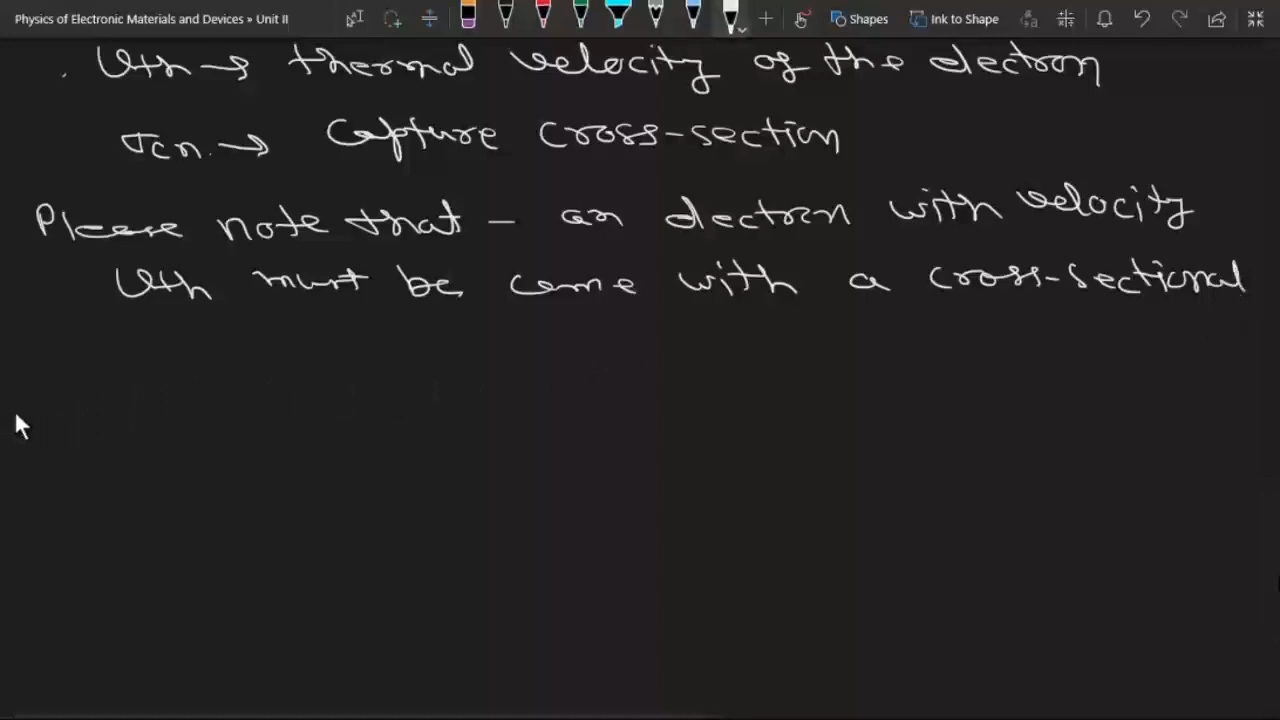 Physics of Electronic Materials and Devices » Unit II
Shapes
Ink to Shape
. Vth → thermal velocity of the electron
σcn. → Capture cross-section
Please note that – an electron with velocity
Vth must be come with a cross-sectional